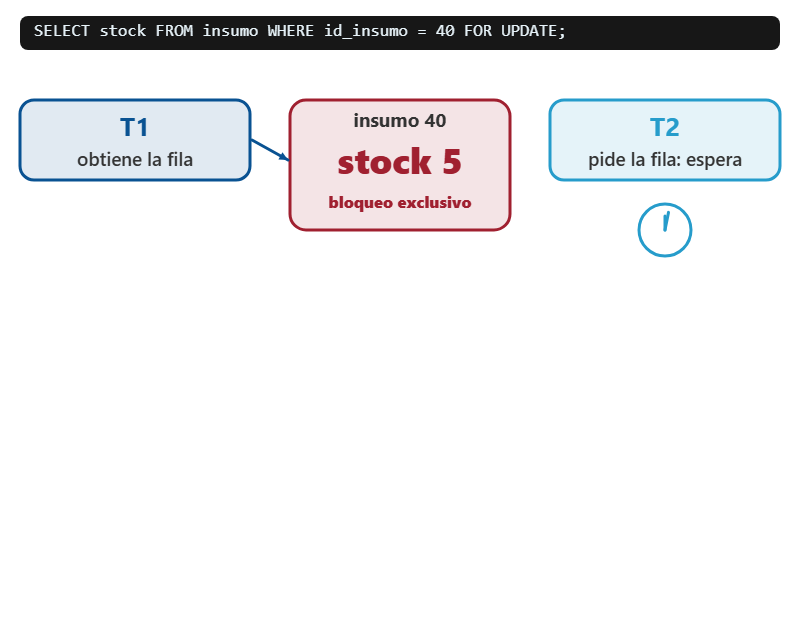 SELECT stock FROM insumo WHERE id_insumo = 40 FOR UPDATE;
T1
obtiene la fila
insumo 40
stock 5
bloqueo exclusivo
T2
pide la fila: espera